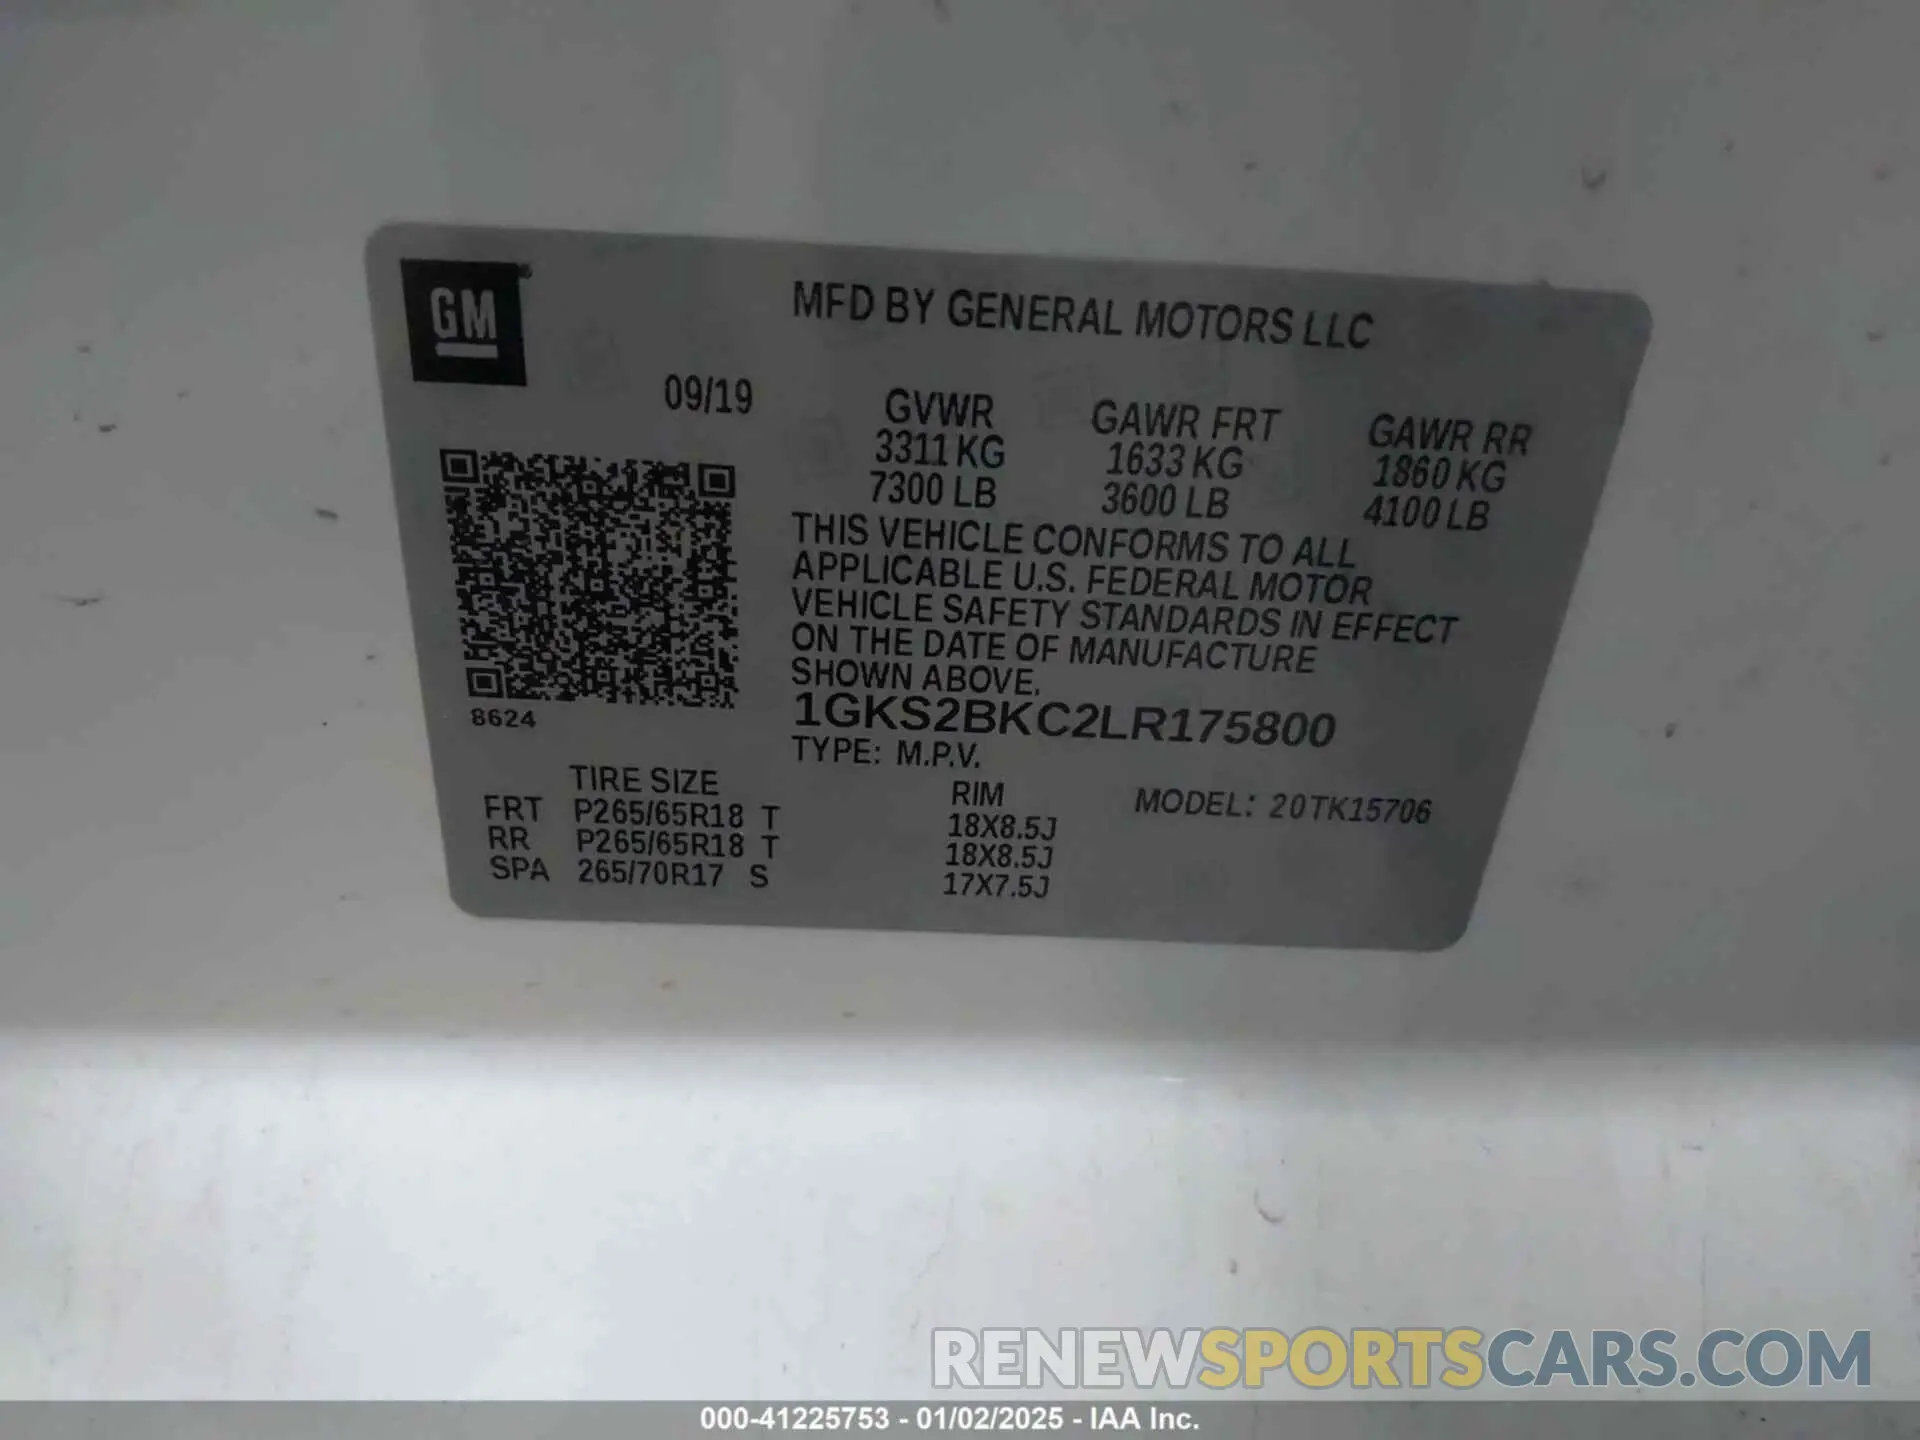 GM
MFD BY GENERAL MOTORS LLC
09/19
GVWR GAWR FRT GAWR RR
3311 KG 1633 KG 1860 KG
7300 LB 3600 LB 4100 LB
THIS VEHICLE CONFORMS TO ALL
APPLICABLE U.S. FEDERAL MOTOR
VEHICLE SAFETY STANDARDS IN EFFECT
ON THE DATE OF MANUFACTURE
SHOWN ABOVE.
8624
1GKS2BKC2LR175800
TYPE: M.P.V.
TIRE SIZE RIM MODEL: 20TK15706
FRT P265/65R18 T 18X8.5J
RR P265/65R18 T 18X8.5J
SPA 265/70R17 S 17X7.5J
RENEWSPORTSCARS.COM
000-41225753 - 01/02/2025 - IAA Inc.